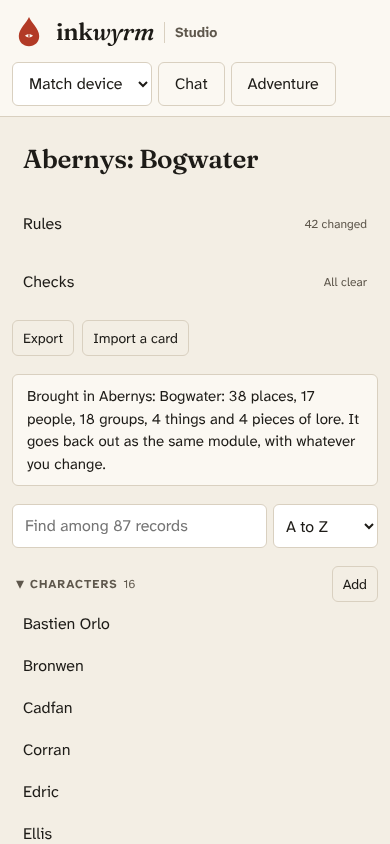 inkwyrm Studio
Match device Chat Adventure
Abernys: Bogwater
Rules 42 changed
Checks All clear
Export Import a card
Brought in Abernys: Bogwater: 38 places, 17
people, 18 groups, 4 things and 4 pieces of lore. It
goes back out as the same module, with whatever
you change.
Find among 87 records A to Z
▼ CHARACTERS 16 Add
Bastien Orlo
Bronwen
Cadfan
Corran
Edric
Ellis